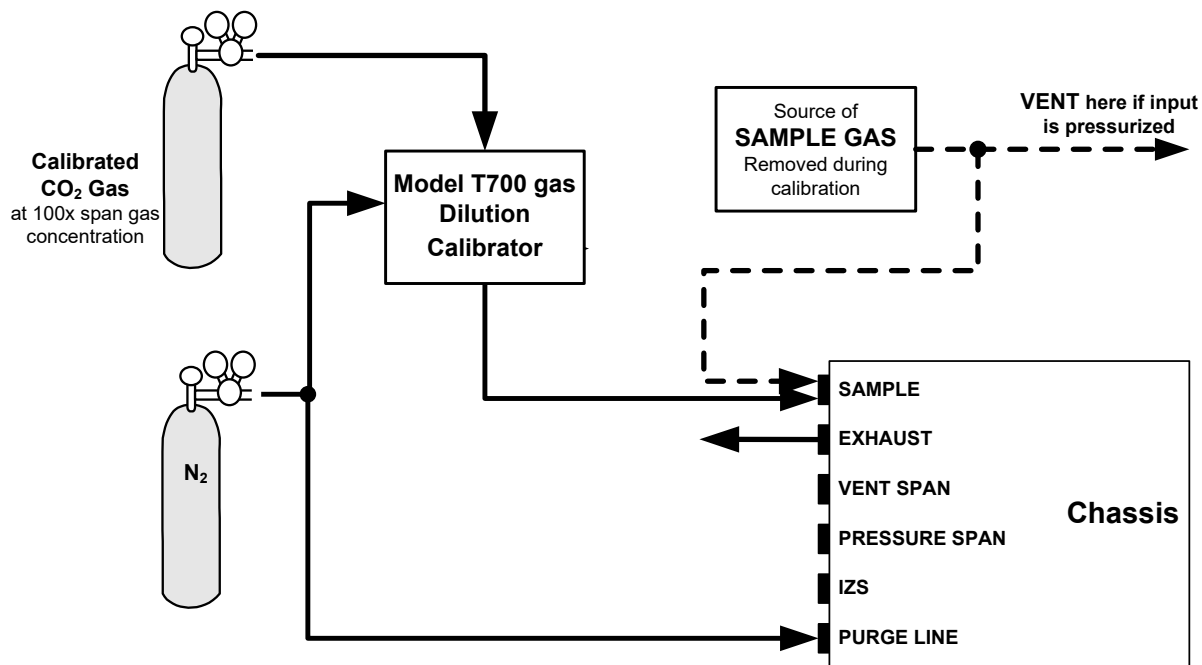 Calibrated
CO₂ Gas
at 100x span gas
concentration
Model T700 gas
Dilution
Calibrator
Source of
SAMPLE GAS
Removed during
calibration
VENT here if input
is pressurized
N₂
SAMPLE
EXHAUST
VENT SPAN
PRESSURE SPAN
IZS
PURGE LINE
Chassis